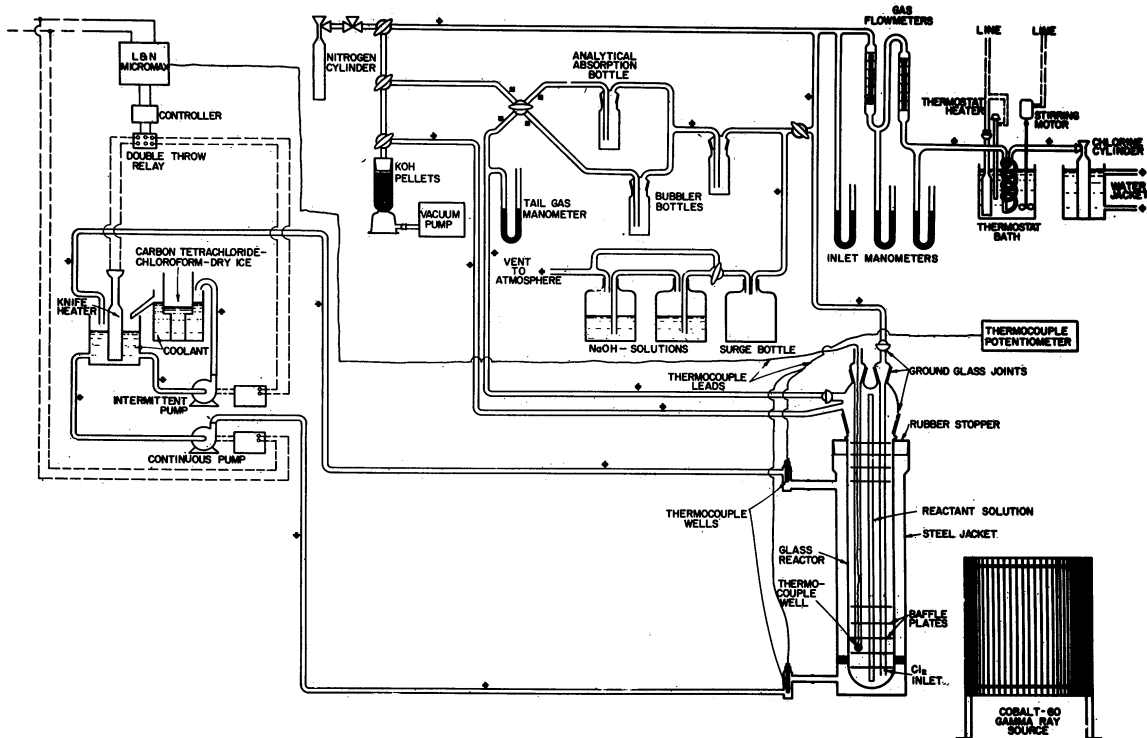 GAS
FLOWMETERS
LINE
LINE
L&N
MICROMAX
NITROGEN
CYLINDER
ANALYTICAL
ABSORPTION
BOTTLE
THERMOSTAT
HEATER
STIRRING
MOTOR
CONTROLLER
CHLORINE
CYLINDER
DOUBLE THROW
RELAY
KOH
PELLETS
WATER
JACKET
BUBBLER
BOTTLES
TAIL GAS
MANOMETER
VACUUM
PUMP
THERMOSTAT
BATH
INLET MANOMETERS
CARBON TETRACHLORIDE-
CHLOROFORM-DRY ICE
VENT
TO
ATMOSPHERE
KNIFE
HEATER
COOLANT
NaOH-SOLUTIONS
SURGE BOTTLE
THERMOCOUPLE
POTENTIOMETER
THERMOCOUPLE
LEADS
GROUND GLASS JOINTS
INTERMITTENT
PUMP
RUBBER STOPPER
CONTINUOUS PUMP
THERMOCOUPLE
WELLS
REACTANT SOLUTION
STEEL JACKET
GLASS
REACTOR
THERMO-
COUPLE
WELL
BAFFLE
PLATES
Cl₂
INLET
COBALT-60
GAMMA RAY
SOURCE